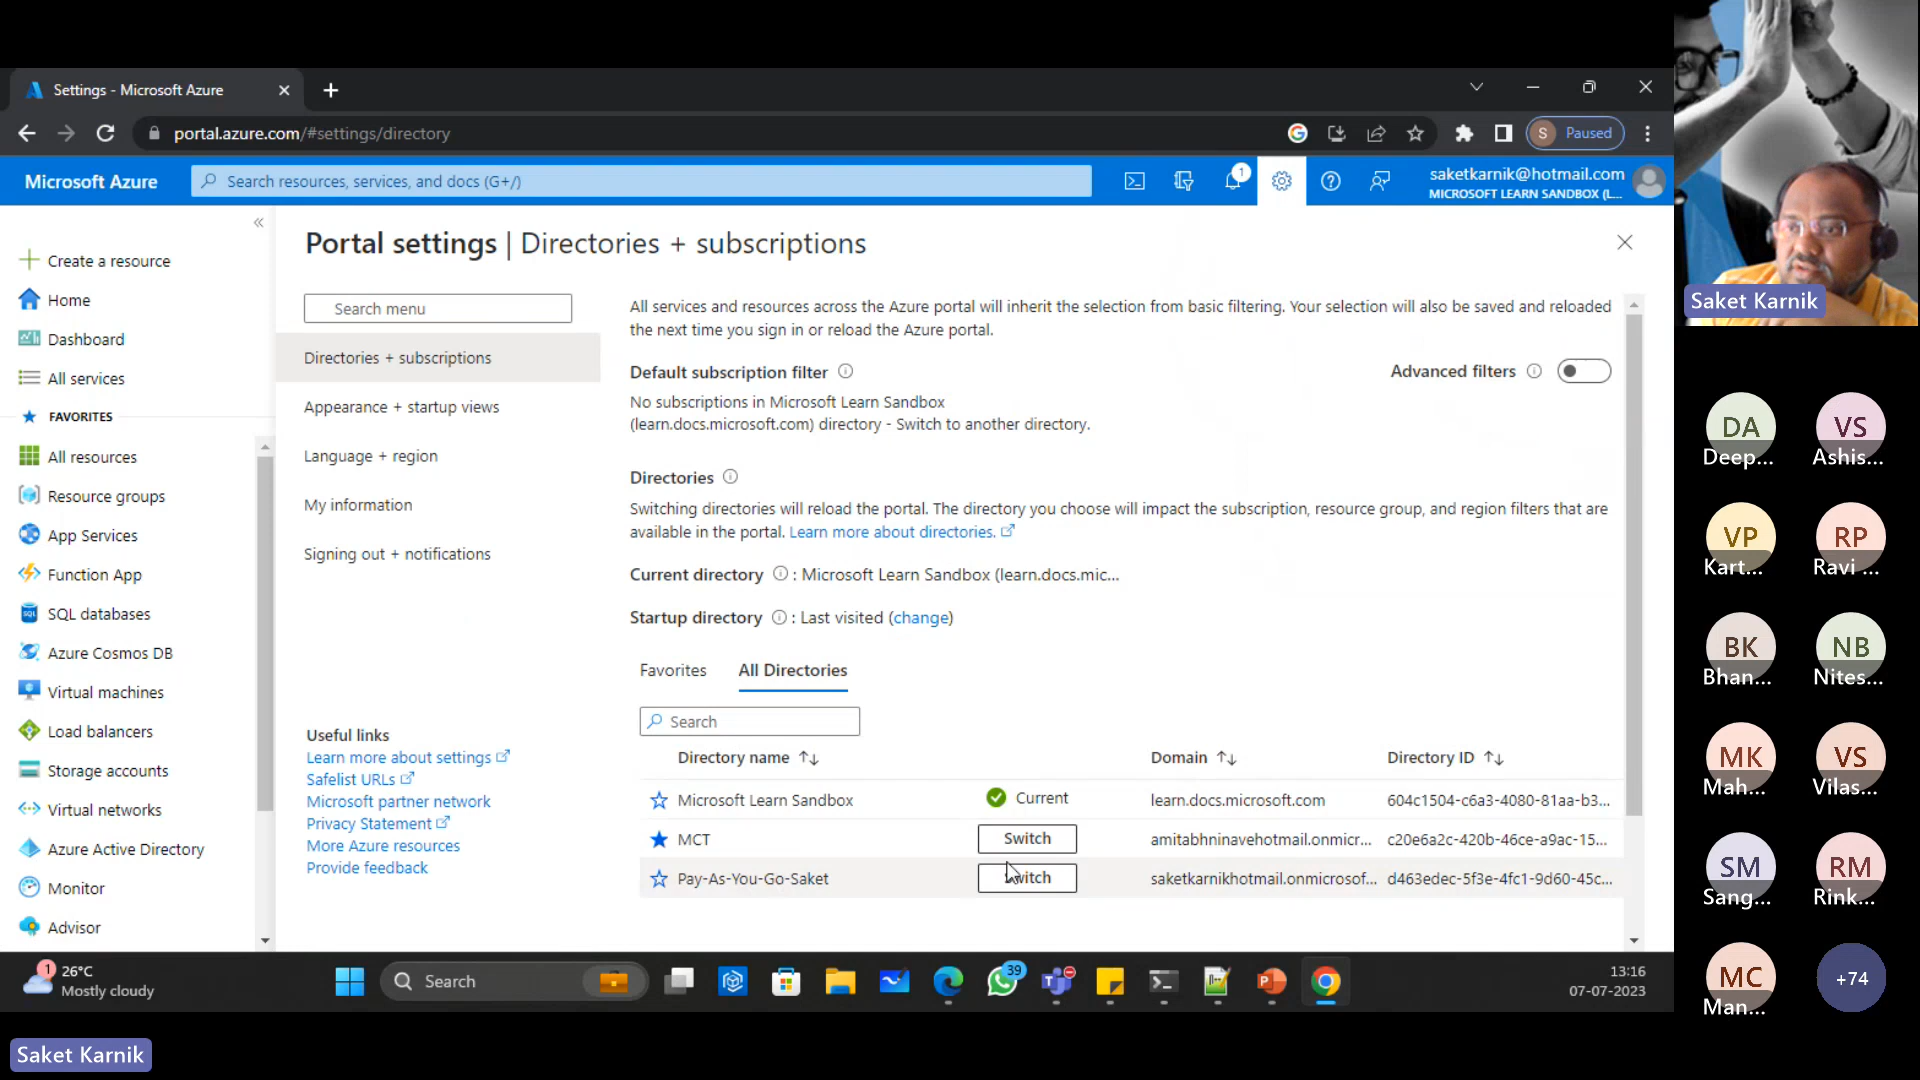 Settings - Microsoft Azure
portal.azure.com/#settings/directory
S Paused
Microsoft Azure
Search resources, services, and docs (G+/)
1
saketkarnik@hotmail.com
MICROSOFT LEARN SANDBOX (L...
Create a resource
Home
Dashboard
All services
FAVORITES
All resources
Resource groups
App Services
Function App
SQL databases
Azure Cosmos DB
Virtual machines
Load balancers
Storage accounts
Virtual networks
Azure Active Directory
Monitor
Advisor
Portal settings | Directories + subscriptions
Search menu
Directories + subscriptions
Appearance + startup views
Language + region
My information
Signing out + notifications
Useful links
Learn more about settings
Safelist URLs
Microsoft partner network
Privacy Statement
More Azure resources
Provide feedback
All services and resources across the Azure portal will inherit the selection from basic filtering. Your selection will also be saved and reloaded
the next time you sign in or reload the Azure portal.
Default subscription filter
Advanced filters
No subscriptions in Microsoft Learn Sandbox
(learn.docs.microsoft.com) directory - Switch to another directory.
Directories
Switching directories will reload the portal. The directory you choose will impact the subscription, resource group, and region filters that are
available in the portal. Learn more about directories.
Current directory : Microsoft Learn Sandbox (learn.docs.mic...
Startup directory : Last visited (change)
Favorites All Directories
Search
Directory name Domain Directory ID
Microsoft Learn Sandbox Current learn.docs.microsoft.com 604c1504-c6a3-4080-81aa-b3...
MCT Switch amitabhninavehotmail.onmicr... c20e6a2c-420b-46ce-a9ac-15...
Pay-As-You-Go-Saket Switch saketkarnikhotmail.onmicrosof... d463edec-5f3e-4fc1-9d60-45c...
1
26°C
Mostly cloudy
Search
39
13:16
07-07-2023
Saket Karnik
Saket Karnik
DA
Deep...
VS
Ashis...
VP
Kart...
RP
Ravi ...
BK
Bhan...
NB
Nites...
MK
Mah...
VS
Vilas...
SM
Sang...
RM
Rink...
MC
Man...
+74